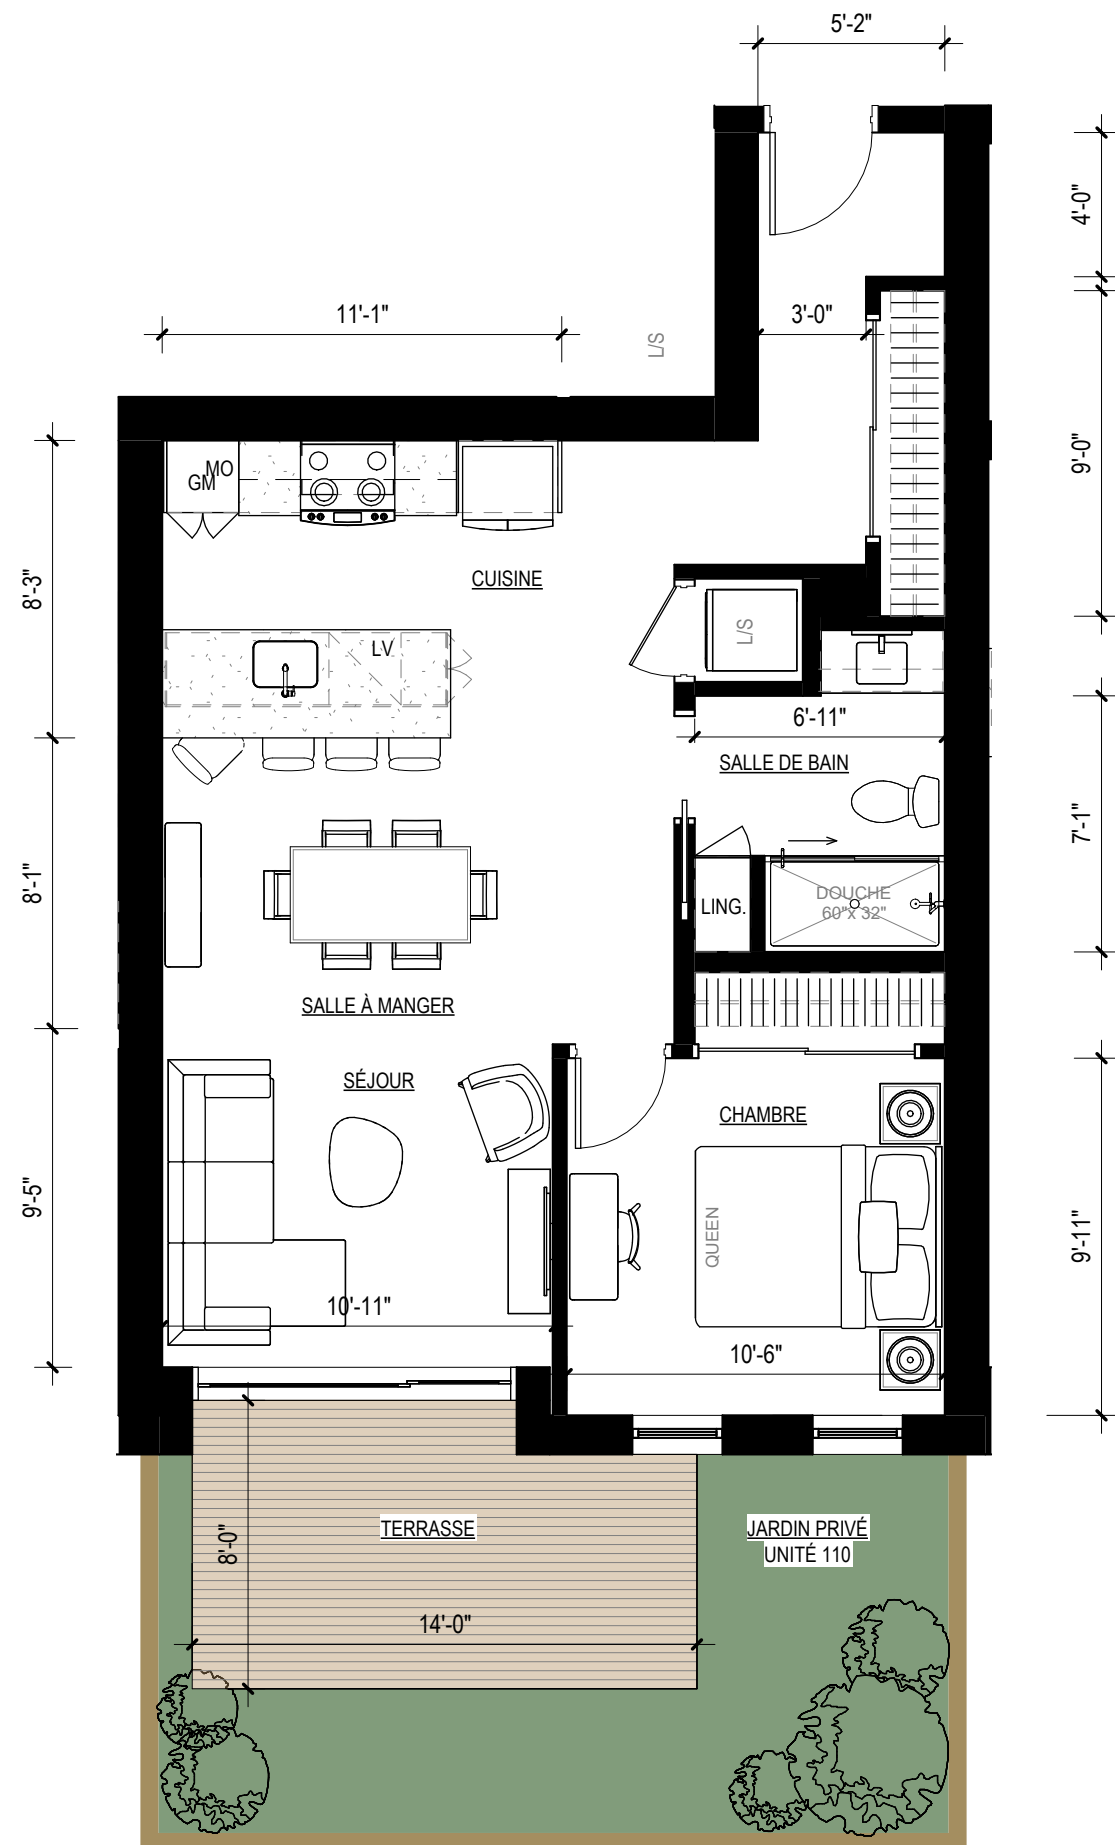 5'-2"
4'-0"
11'-1"
L/S
3'-0"
9'-0"
MO
GM
8'-3"
CUISINE
L/S
LV
6'-11"
SALLE DE BAIN
7'-1"
8'-1"
DOUCHE
60"x 32"
LING.
SALLE À MANGER
SÉJOUR
CHAMBRE
9'-5"
QUEEN
9'-11"
10'-11"
10'-6"
TERRASSE
JARDIN PRIVÉ
UNITÉ 110
8'-0"
14'-0"